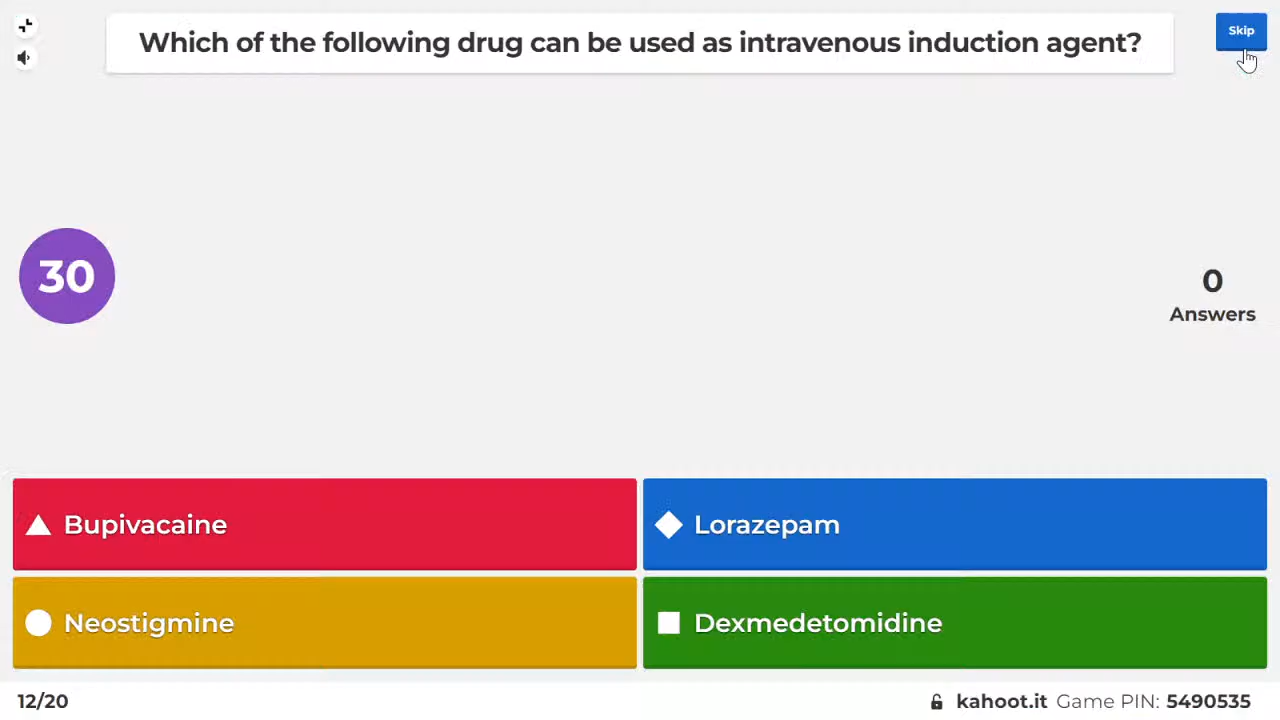 Which of the following drug can be used as intravenous induction agent?
Skip
30
0
Answers
Bupivacaine
Lorazepam
Neostigmine
Dexmedetomidine
12/20
kahoot.it Game PIN: 5490535